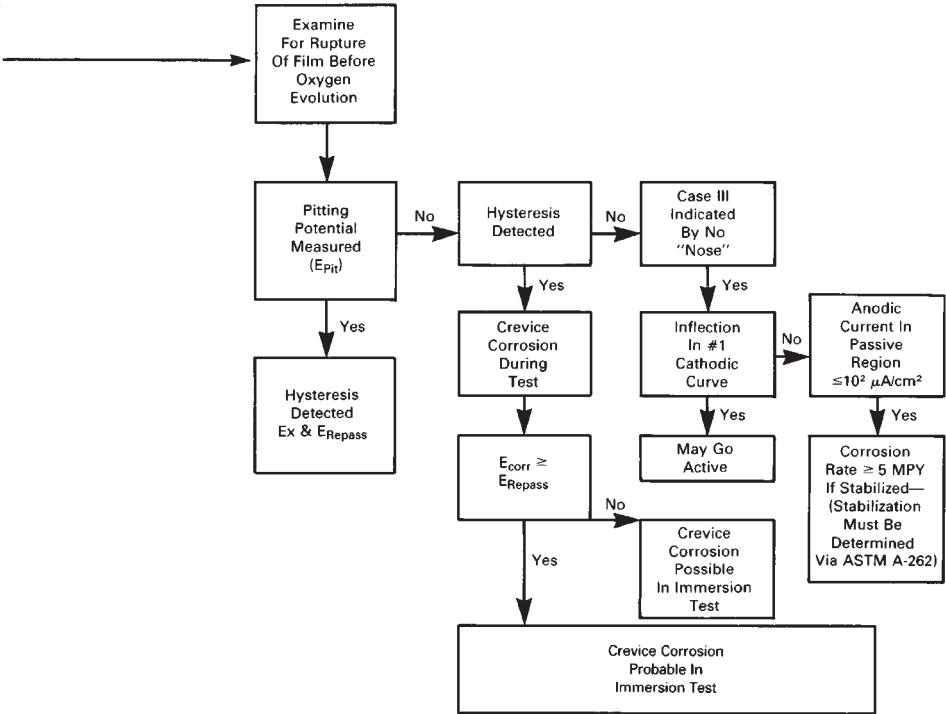 Examine
For Rupture
Of Film Before
Oxygen
Evolution
Pitting
Potential
Measured
(EPit)
No
Hysteresis
Detected
No
Case III
Indicated
By No
"Nose"
Yes
Hysteresis
Detected
Ex & ERepass
Yes
Crevice
Corrosion
During
Test
Yes
Inflection
In #1
Cathodic
Curve
No
Anodic
Current In
Passive
Region
≤10² μA/cm²
Yes
May Go
Active
Yes
Corrosion
Rate ≥ 5 MPY
If Stabilized—
(Stabilization
Must Be
Determined
Via ASTM A-262)
Ecorr ≥
ERepass
No
Crevice
Corrosion
Possible
In Immersion
Test
Yes
Crevice Corrosion
Probable In
Immersion Test